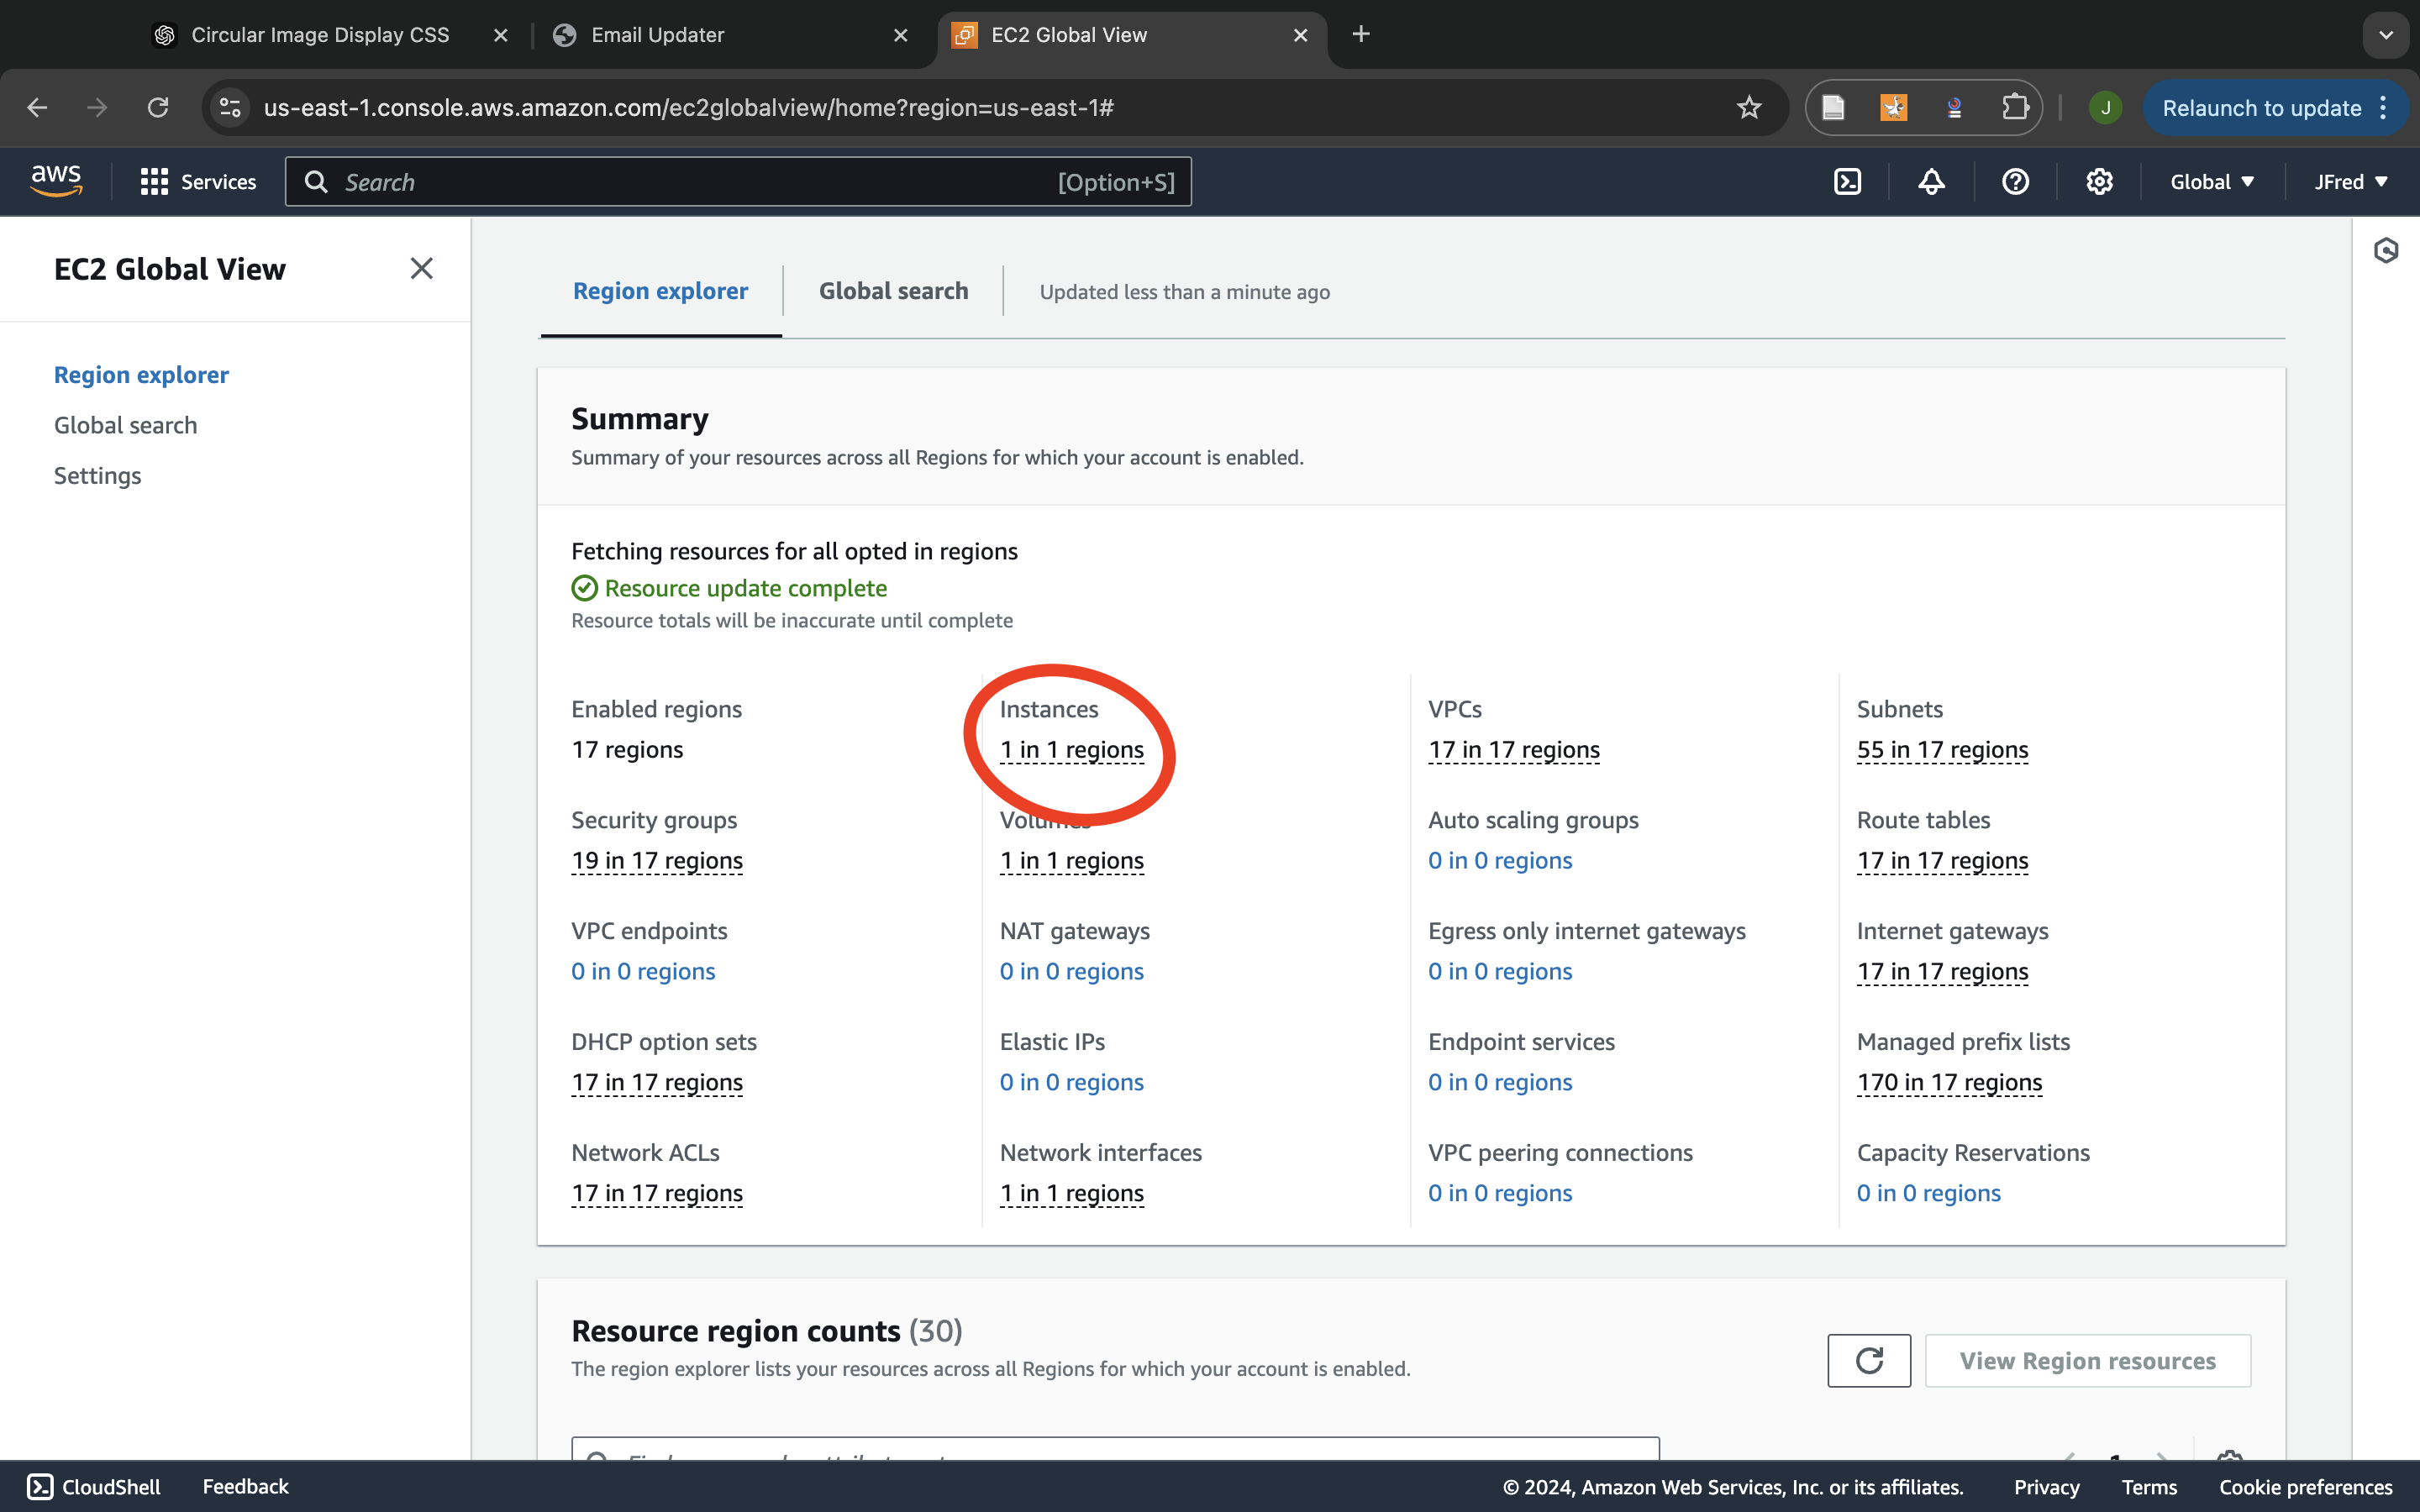 Circular Image Display CSS
Email Updater
EC2 Global View
us-east-1.console.aws.amazon.com/ec2globalview/home?region=us-east-1#
J
Relaunch to update
aws
Services
Search
[Option+S]
Global
JFred
EC2 Global View
Region explorer
Global search
Settings
Region explorer
Global search
Updated less than a minute ago
Summary
Summary of your resources across all Regions for which your account is enabled.
Fetching resources for all opted in regions
Resource update complete
Resource totals will be inaccurate until complete
Enabled regions
17 regions
Instances
1 in 1 regions
VPCs
17 in 17 regions
Subnets
55 in 17 regions
Security groups
19 in 17 regions
Volumes
1 in 1 regions
Auto scaling groups
0 in 0 regions
Route tables
17 in 17 regions
VPC endpoints
0 in 0 regions
NAT gateways
0 in 0 regions
Egress only internet gateways
0 in 0 regions
Internet gateways
17 in 17 regions
DHCP option sets
17 in 17 regions
Elastic IPs
0 in 0 regions
Endpoint services
0 in 0 regions
Managed prefix lists
170 in 17 regions
Network ACLs
17 in 17 regions
Network interfaces
1 in 1 regions
VPC peering connections
0 in 0 regions
Capacity Reservations
0 in 0 regions
Resource region counts (30)
The region explorer lists your resources across all Regions for which your account is enabled.
View Region resources
CloudShell
Feedback
© 2024, Amazon Web Services, Inc. or its affiliates.
Privacy
Terms
Cookie preferences